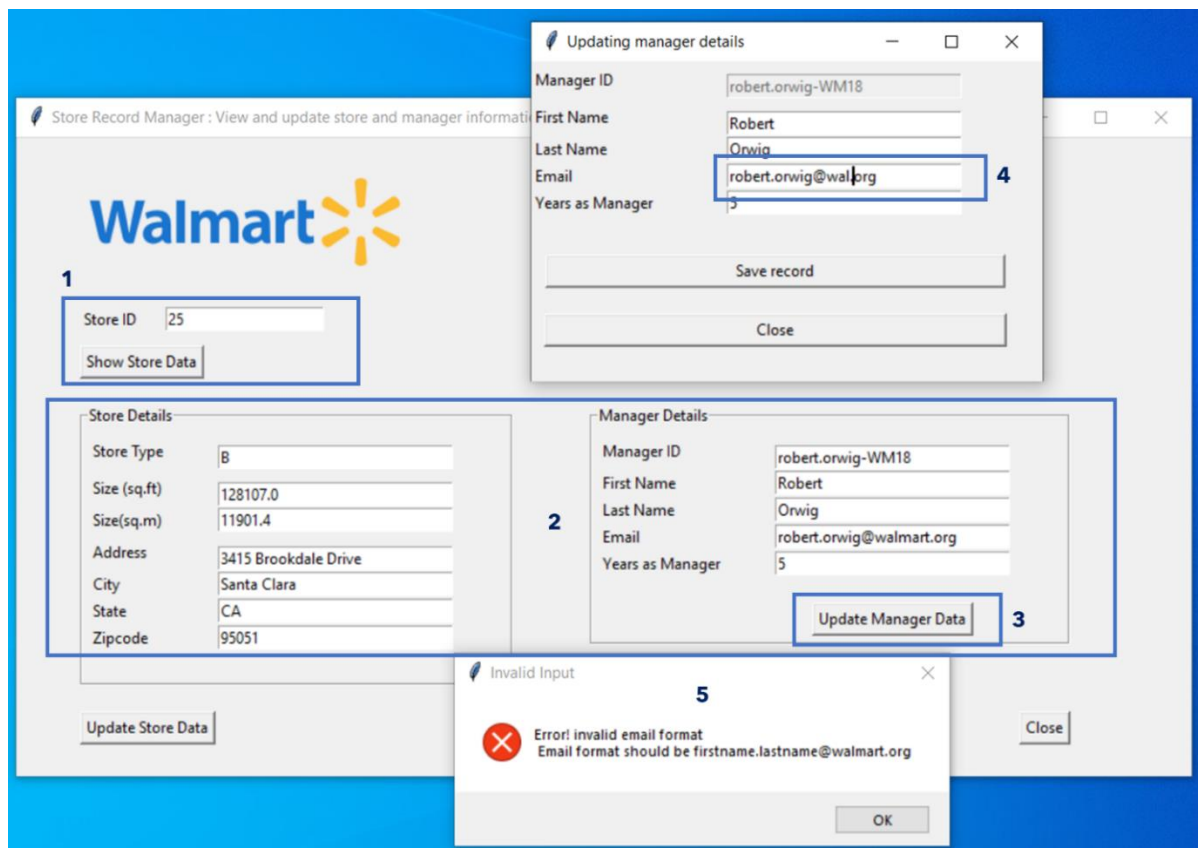 Updating manager details
Manager ID robert.orwig-WM18
First Name Robert
Last Name Orwig
Email robert.orwig@wal.org 4
Years as Manager 5
Save record
Close
Store Record Manager : View and update store and manager informati
Walmart
1
Store ID 25
Show Store Data
Store Details
Store Type B
Size (sq.ft) 128107.0
Size(sq.m) 11901.4
Address 3415 Brookdale Drive
City Santa Clara
State CA
Zipcode 95051
2
Manager Details
Manager ID robert.orwig-WM18
First Name Robert
Last Name Orwig
Email robert.orwig@walmart.org
Years as Manager 5
Update Manager Data 3
Invalid Input
5
Error! invalid email format
Email format should be firstname.lastname@walmart.org
OK
Update Store Data
Close